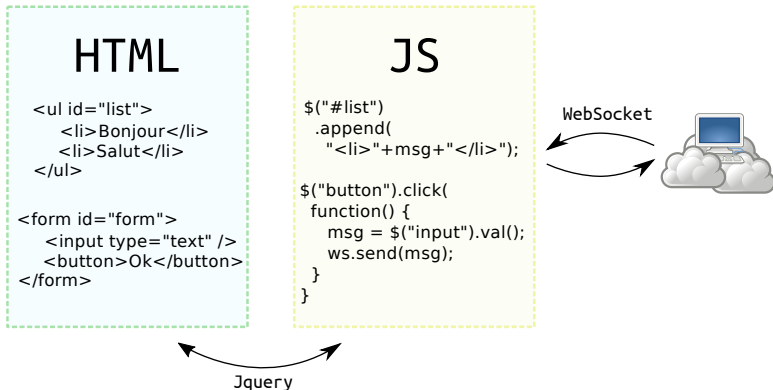 HTML
<ul id="list">
<li>Bonjour</li>
<li>Salut</li>
</ul>
<form id="form">
<input type="text" />
<button>Ok</button>
</form>
JS
$("#list")
.append(
"<li>"+msg+"</li>");
$("button").click(
function() {
msg = $("input").val();
ws.send(msg);
}
}
WebSocket
Jquery